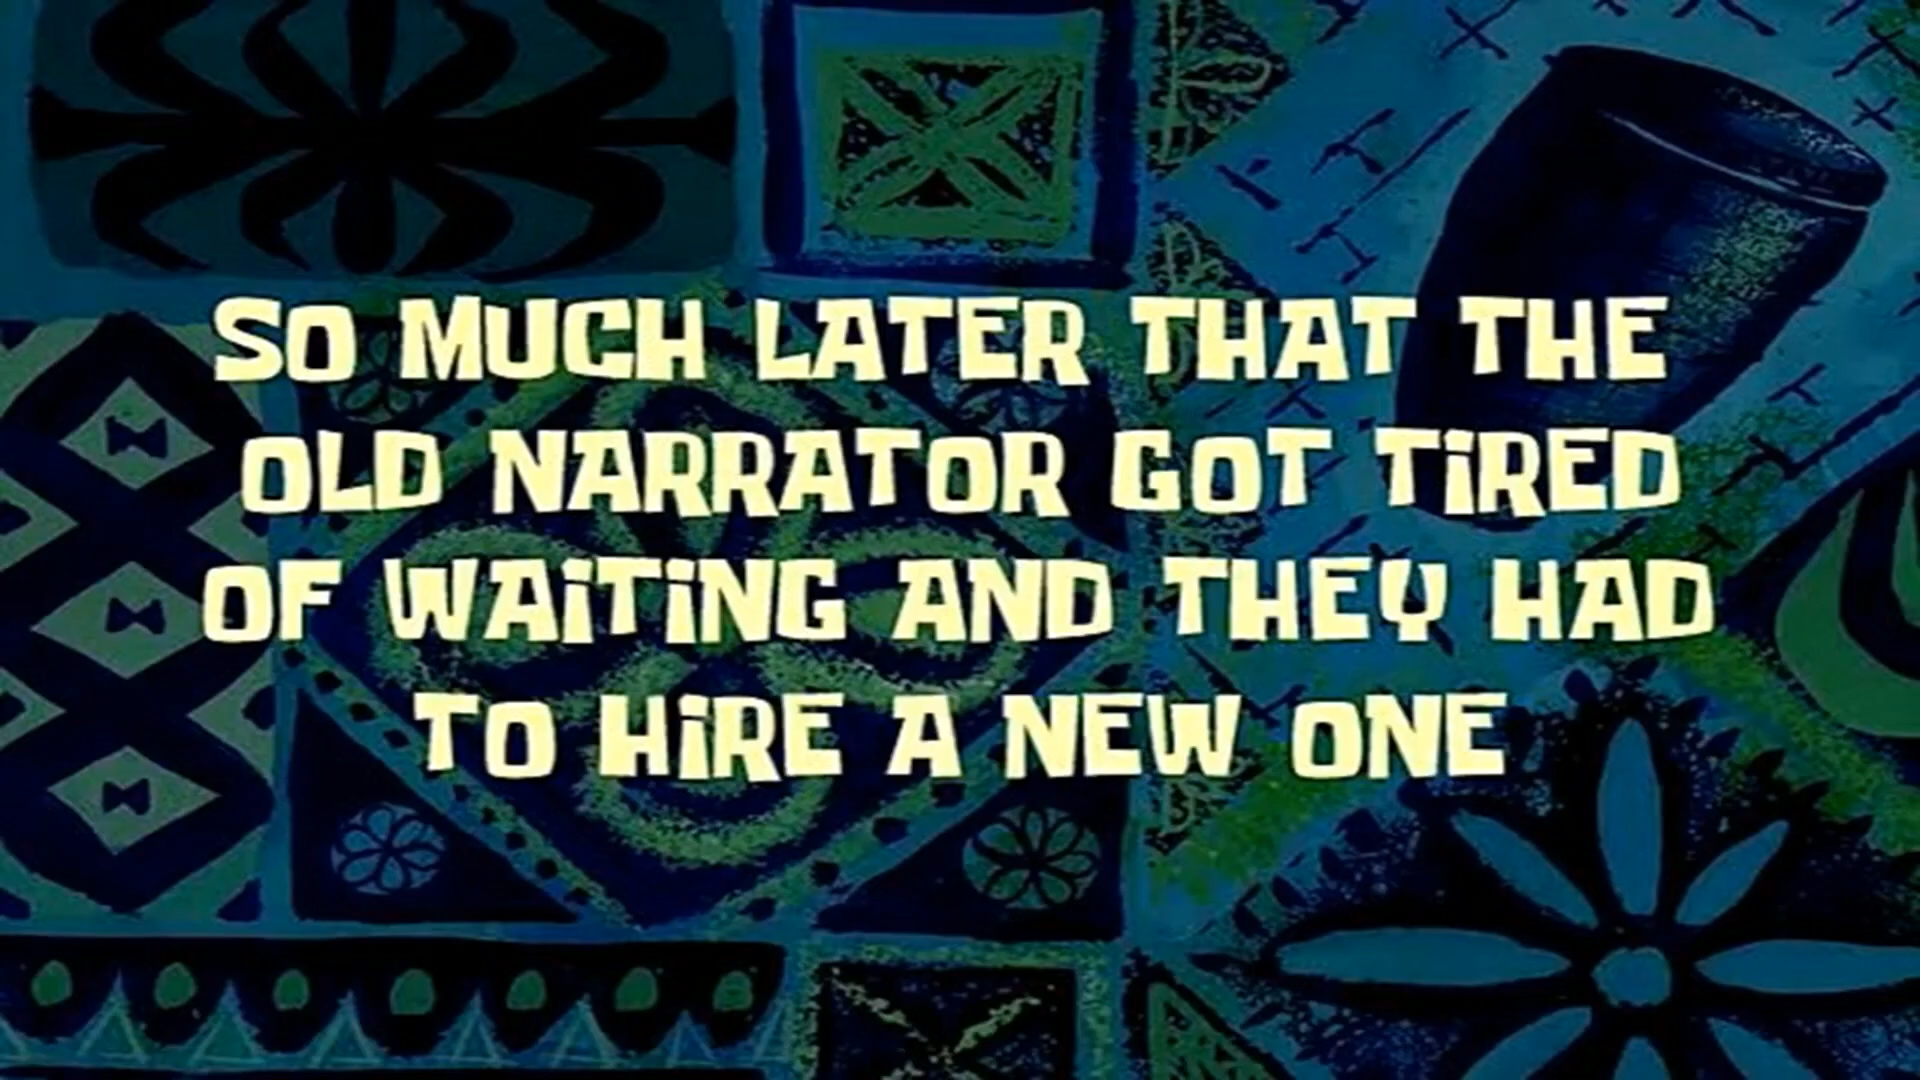 SO MUCH LATER THAT THE
OLD NARRATOR GOT TiRED
OF WAiTiNG AND THEY HAD
TO HiRE A NEW ONE